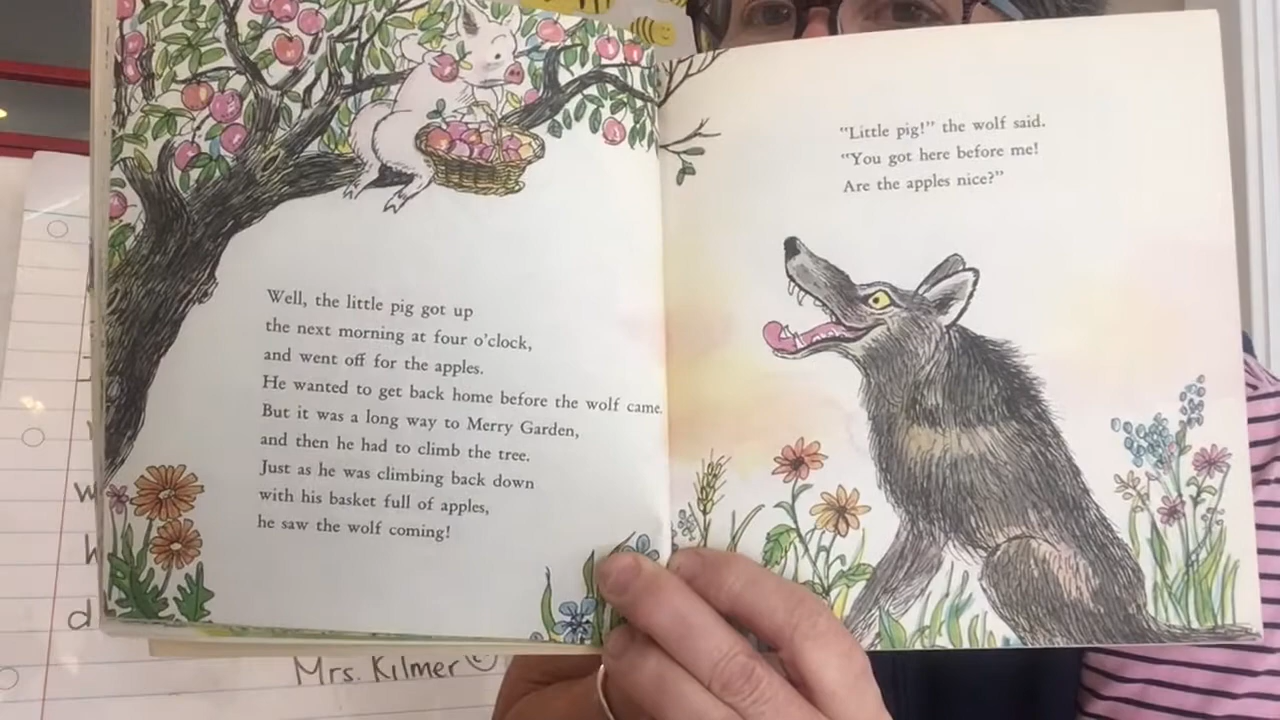 Well, the little pig got up
the next morning at four o'clock,
and went off for the apples.
He wanted to get back home before the wolf came.
But it was a long way to Merry Garden,
and then he had to climb the tree.
Just as he was climbing back down
with his basket full of apples,
he saw the wolf coming!
"Little pig!" the wolf said.
"You got here before me!
Are the apples nice?"
Mrs. Kilmer